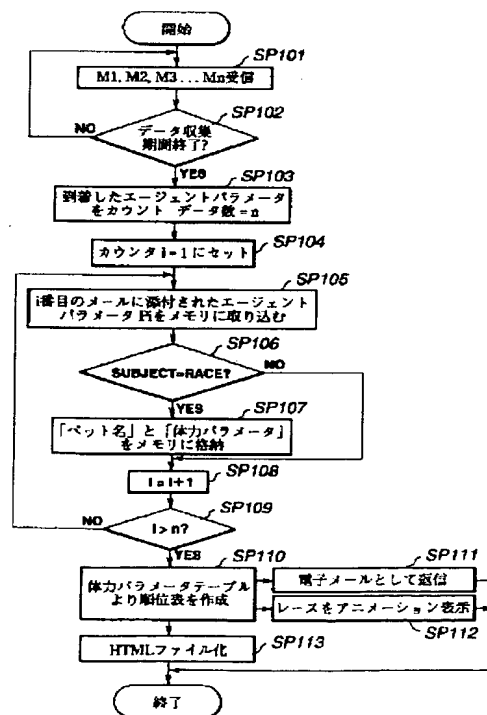 開始
SP101
M1, M2, M3 ... Mn受信
SP102
データ収集
期間終了?
NO
YES
SP103
到着したエージェントパラメータ
をカウント データ数=n
SP104
カウンタi=1にセット
SP105
i番目のメールに添付されたエージェント
パラメータPiをメモリに取り込む
SP106
SUBJECT=RACE?
NO
YES
SP107
「ペット名」と「体力パラメータ」
をメモリに格納
SP108
i = i+1
SP109
i > n?
NO
YES
SP110
体力パラメータテーブル
より順位表を作成
SP111
電子メールとして返信
レースをアニメーション表示
SP112
SP113
HTMLファイル化
終了